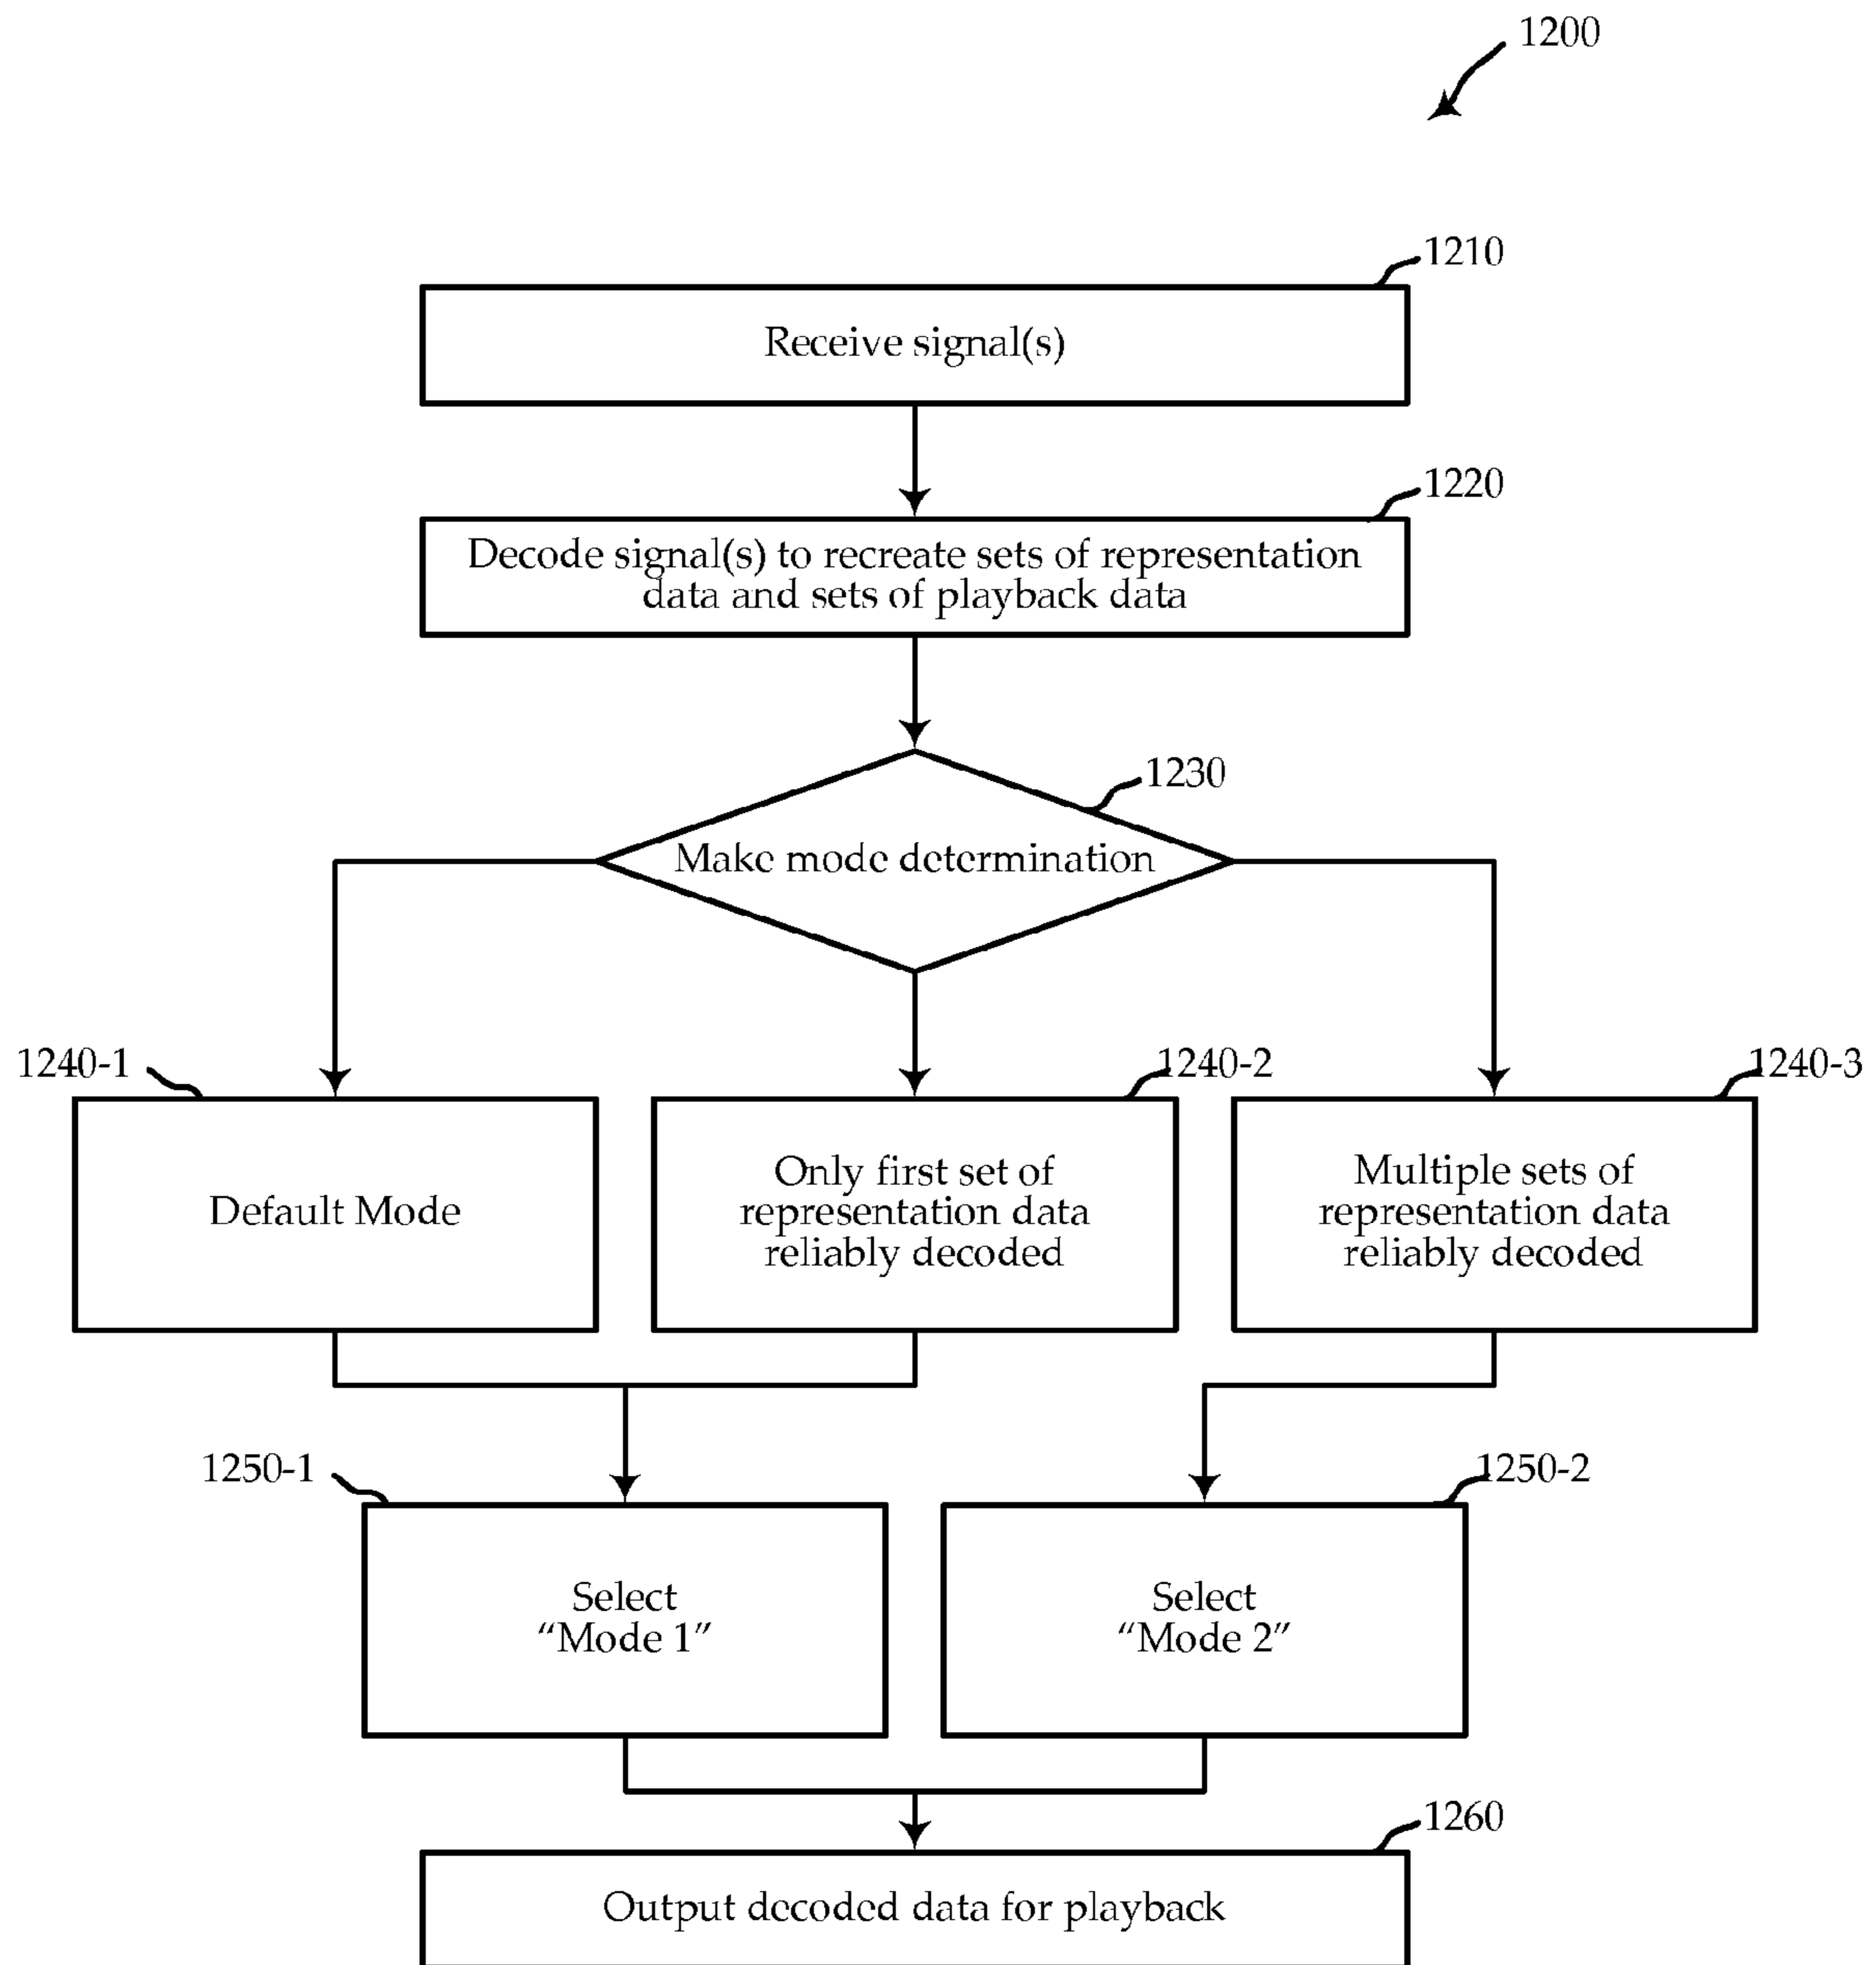 1200
1210
Receive signal(s)
1220
Decode signal(s) to recreate sets of representation
data and sets of playback data
1230
Make mode determination
1240-1
1240-2
1240-3
Default Mode
Only first set of
representation data
reliably decoded
Multiple sets of
representation data
reliably decoded
1250-1
1250-2
Select
“Mode 1”
Select
“Mode 2”
1260
Output decoded data for playback